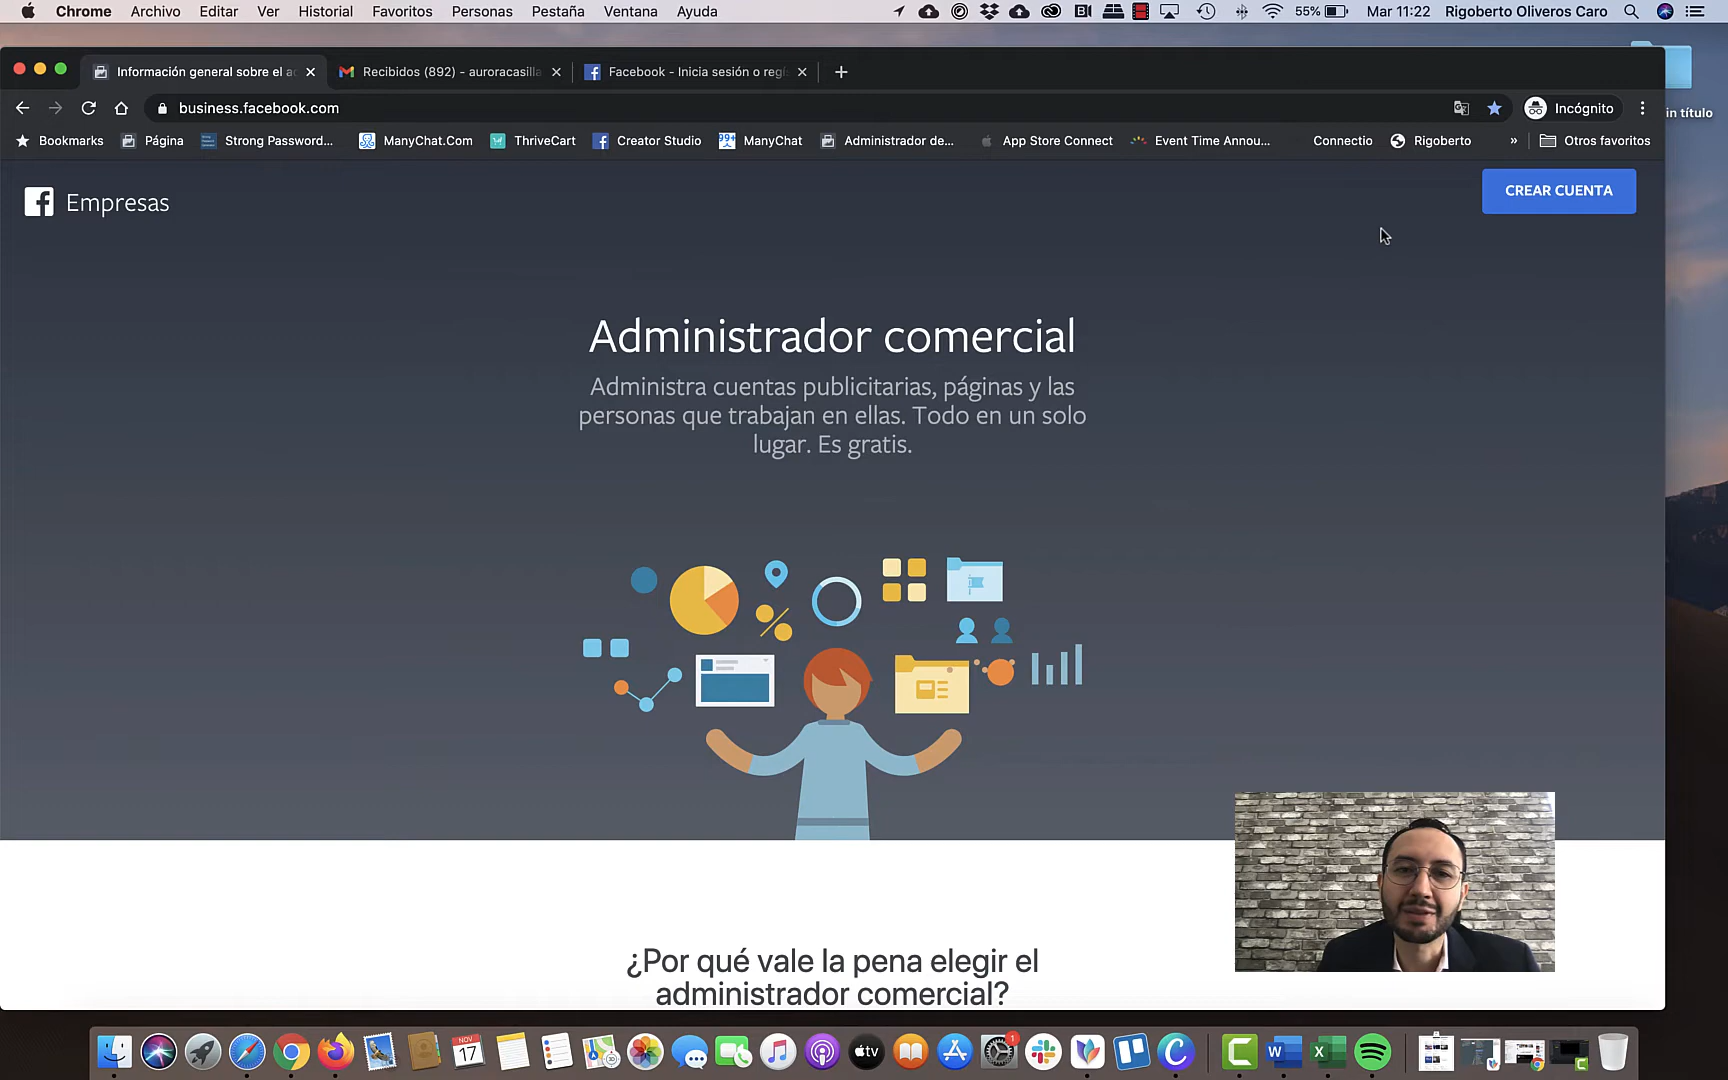 Chrome Archivo Editar Ver Historial Favoritos Personas Pestaña Ventana Ayuda 55% Mar 11:22 Rigoberto Oliveros Caro
Información general sobre el ad Recibidos (892) - auroracasilla Facebook - Inicia sesión o regí
in título
business.facebook.com Incógnito
Bookmarks Página Strong Password... ManyChat.Com 99+ ManyChat ThriveCart Creator Studio Administrador de... App Store Connect Event Time Annou... Connectio Rigoberto » Otros favoritos
Empresas
CREAR CUENTA
Administrador comercial
Administra cuentas publicitarias, páginas y las
personas que trabajan en ellas. Todo en un solo
lugar. Es gratis.
¿Por qué vale la pena elegir el
administrador comercial?
17
tv
1